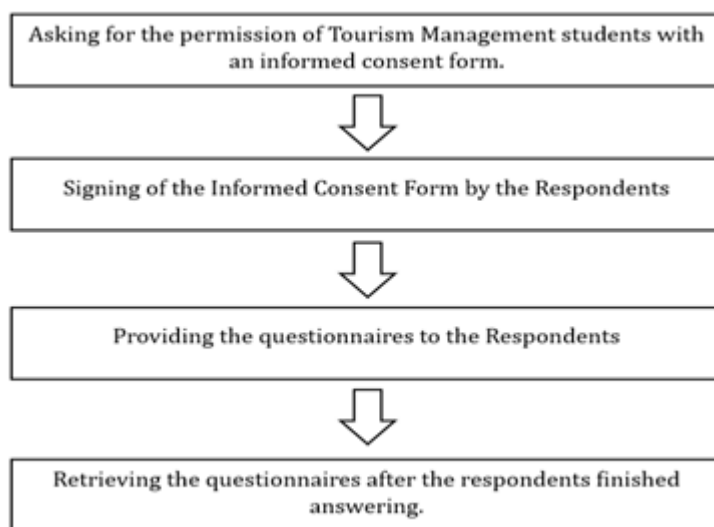 Asking for the permission of Tourism Management students with
an informed consent form.
Signing of the Informed Consent Form by the Respondents
Providing the questionnaires to the Respondents
Retrieving the questionnaires after the respondents finished
answering.